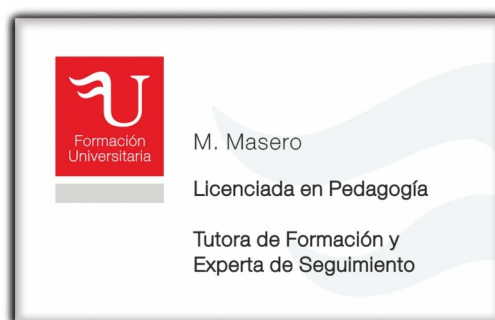 Formación
Universitaria
M. Masero
Licenciada en Pedagogía
Tutora de Formación y
Experta de Seguimiento